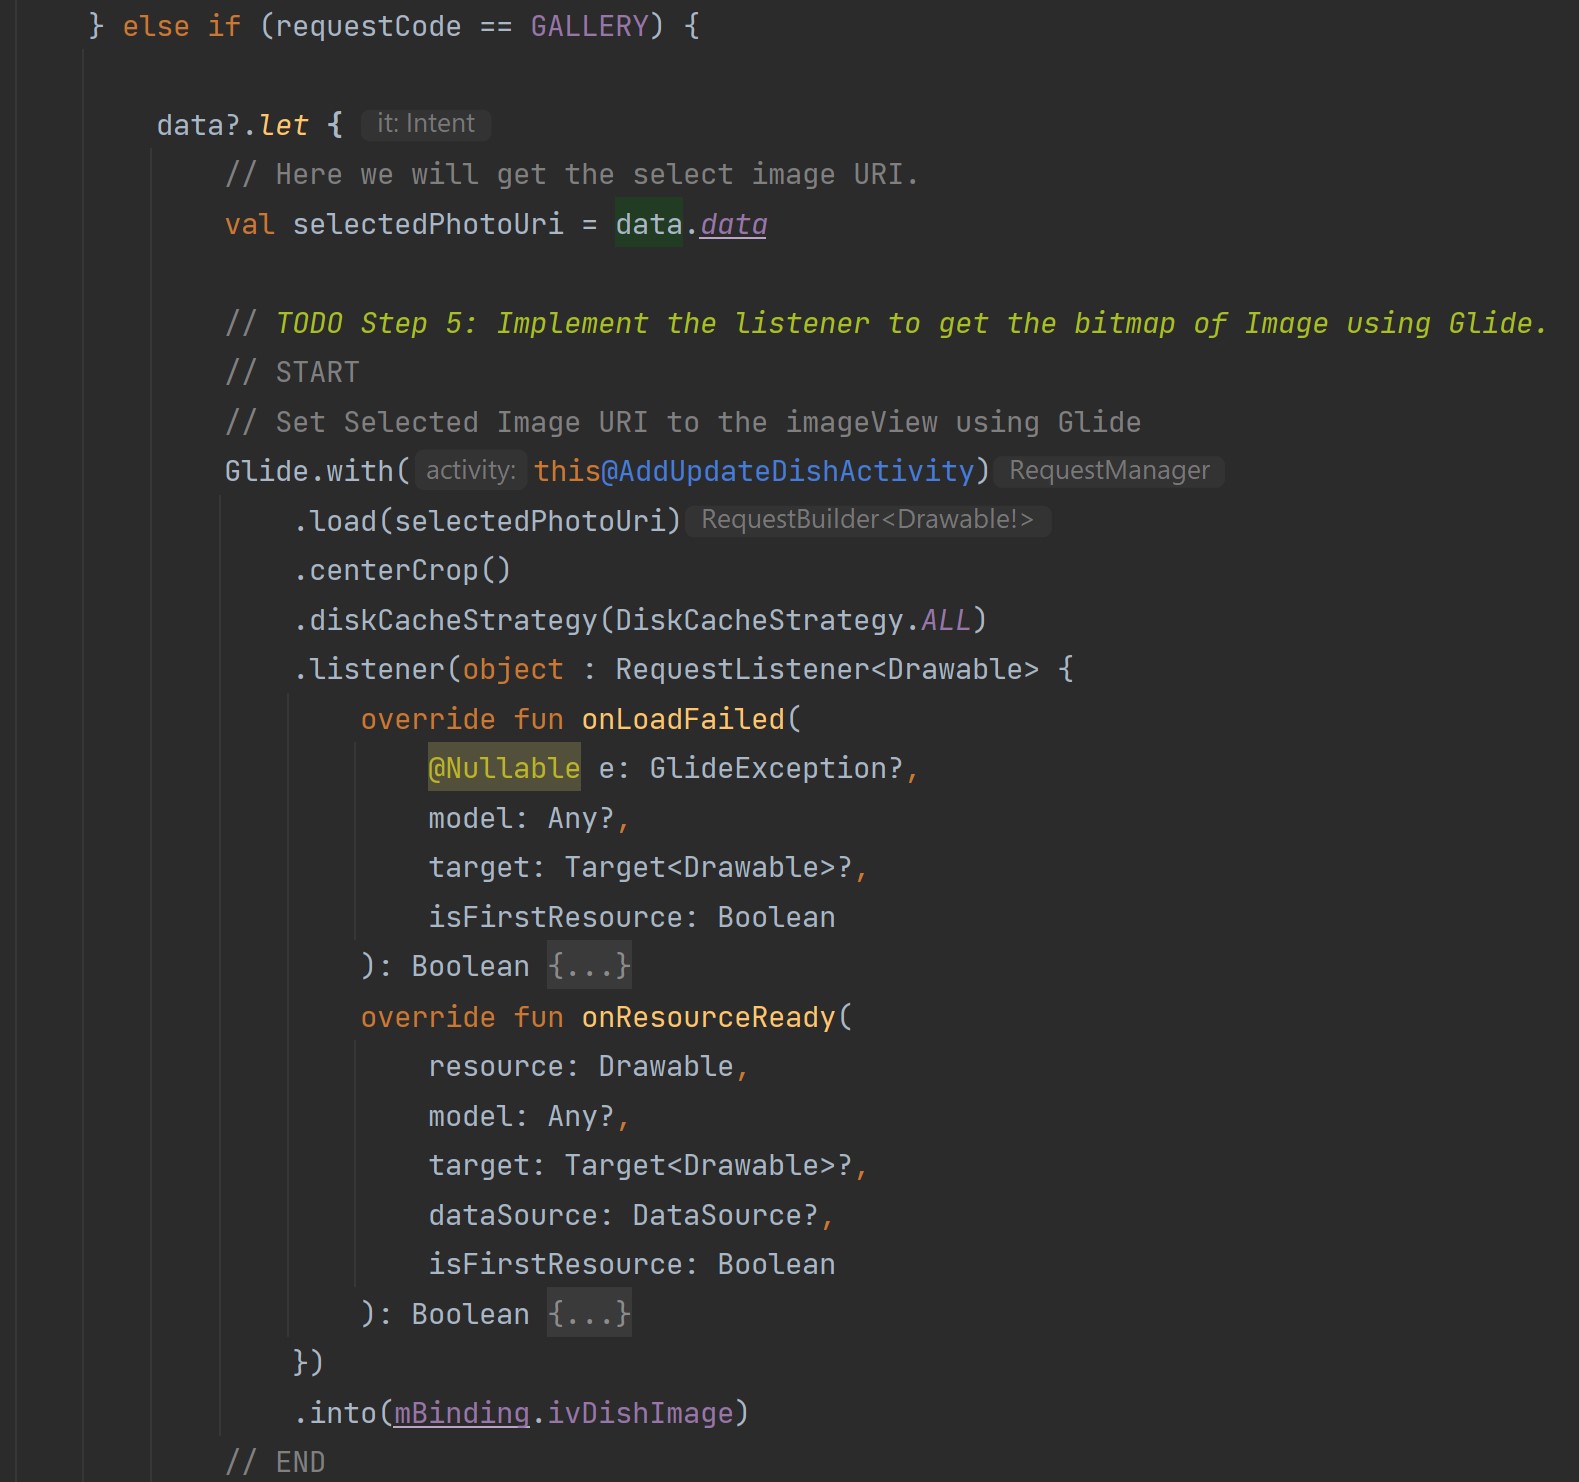 } else if (requestCode == GALLERY) {
data?.let { it: Intent
// Here we will get the select image URI.
val selectedPhotoUri = data.data
// TODO Step 5: Implement the listener to get the bitmap of Image using Glide.
// START
// Set Selected Image URI to the imageView using Glide
Glide.with( activity: this@AddUpdateDishActivity) RequestManager
.load(selectedPhotoUri) RequestBuilder<Drawable!>
.centerCrop()
.diskCacheStrategy(DiskCacheStrategy.ALL)
.listener(object : RequestListener<Drawable> {
override fun onLoadFailed(
@Nullable e: GlideException?,
model: Any?,
target: Target<Drawable>?,
isFirstResource: Boolean
): Boolean {...}
override fun onResourceReady(
resource: Drawable,
model: Any?,
target: Target<Drawable>?,
dataSource: DataSource?,
isFirstResource: Boolean
): Boolean {...}
})
.into(mBinding.ivDishImage)
// END